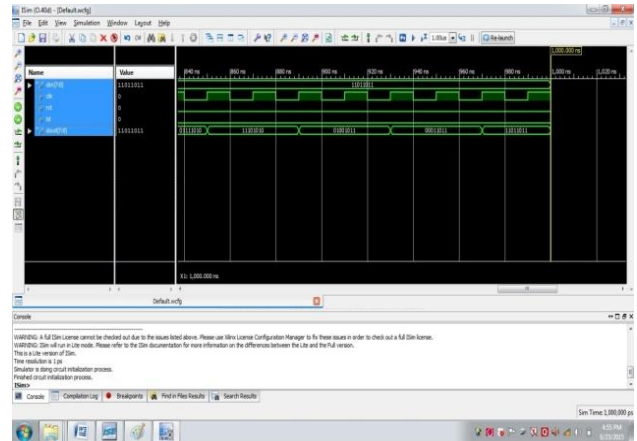 ISim (O.40d) - [Default.wcfg]
File Edit View Simulation Window Layout Help
1.00us Re-launch
1,000.000 ns
Name Value 840 ns 860 ns 880 ns 900 ns 920 ns 940 ns 960 ns 980 ns 1,000 ns 1,020 ns
din[7:0] 11011011 11011011
clk 0
rst 0
ld 0
dout[7:0] 11011011 01111010 11101010 01001011 00011011 11011011
X1: 1,000.000 ns
Default.wcfg
Console
WARNING: A full ISim License cannot be checked out due to the issues listed above. Please use Xilinx License Configuration Manager to fix these issues in order to check out a full ISim license.
WARNING: ISim will run in Lite mode. Please refer to the ISim documentation for more information on the differences between the Lite and the Full version.
This is a Lite version of ISim.
Time resolution is 1 ps
Simulator is doing circuit initialization process.
Finished circuit initialization process.
ISim>
Console Compilation Log Breakpoints Find in Files Results Search Results
Sim Time: 1,000,000 ps
4:55 PM